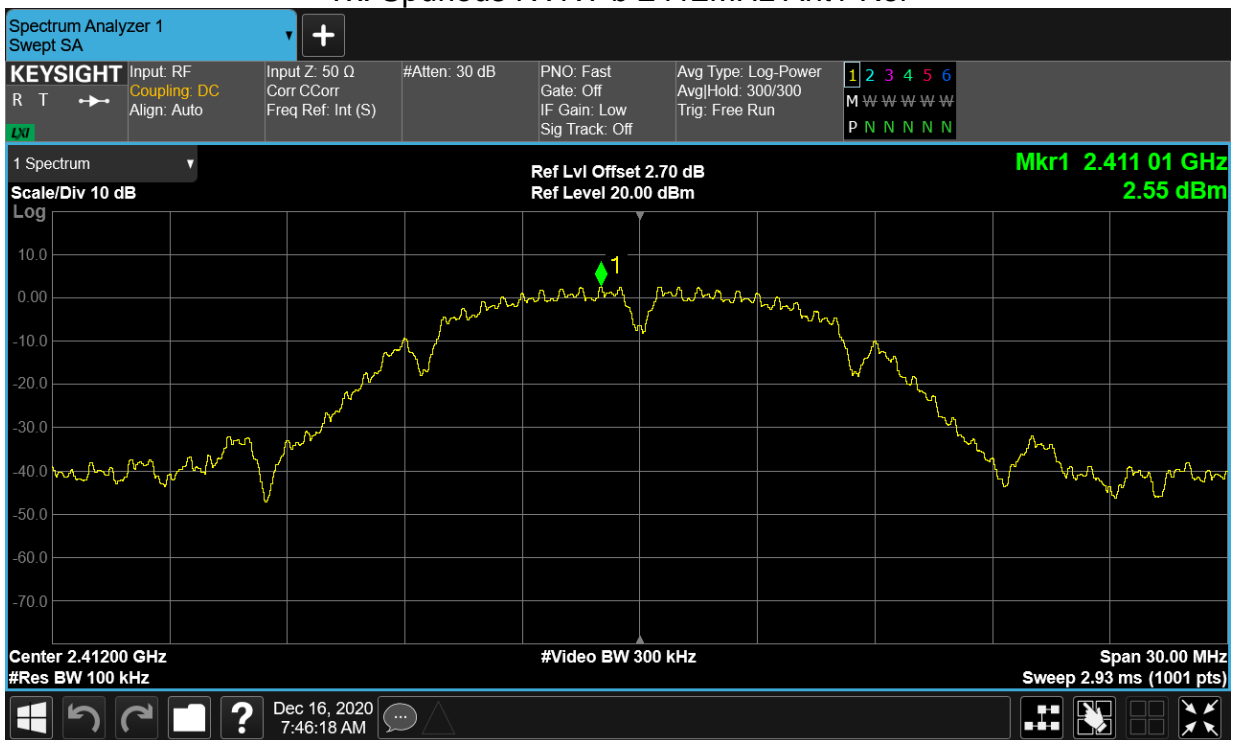 Spectrum Analyzer 1
Swept SA
+
KEYSIGHT
R T
LXI
Input: RF
Coupling: DC
Align: Auto
Input Z: 50 Ω
Corr CCorr
Freq Ref: Int (S)
#Atten: 30 dB
PNO: Fast
Gate: Off
IF Gain: Low
Sig Track: Off
Avg Type: Log-Power
Avg|Hold: 300/300
Trig: Free Run
1 2 3 4 5 6
M W W W W W
P N N N N N
1 Spectrum
Scale/Div 10 dB
Log
Ref Lvl Offset 2.70 dB
Ref Level 20.00 dBm
Mkr1 2.411 01 GHz
2.55 dBm
1
10.0
0.00
-10.0
-20.0
-30.0
-40.0
-50.0
-60.0
-70.0
Center 2.41200 GHz
#Res BW 100 kHz
#Video BW 300 kHz
Span 30.00 MHz
Sweep 2.93 ms (1001 pts)
?
Dec 16, 2020
7:46:18 AM